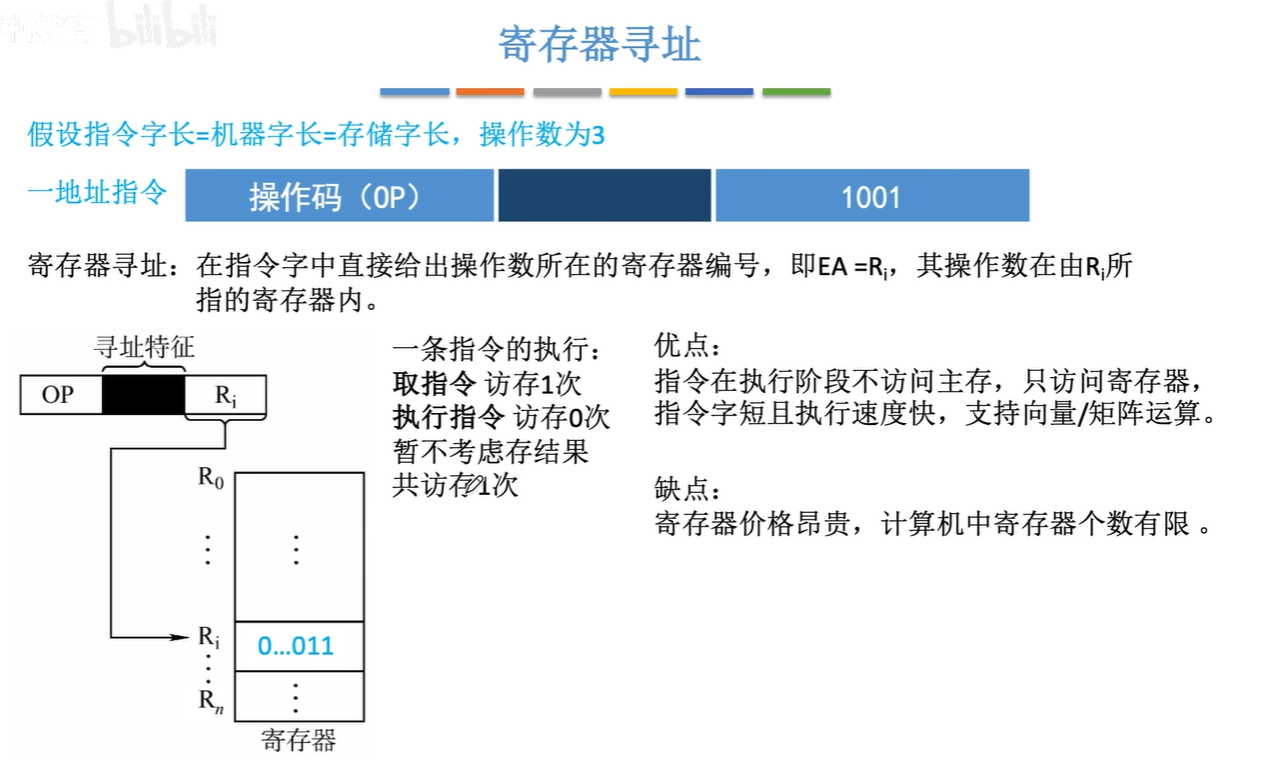 bilibili
寄存器寻址
假设指令字长=机器字长=存储字长，操作数为3
一地址指令
操作码（OP）
1001
寄存器寻址：在指令字中直接给出操作数所在的寄存器编号，即EA =Ri，其操作数在由Ri所
指的寄存器内。
寻址特征
OP
Ri
R0
⋮
⋮
Ri
0...011
⋮
Rn
⋮
寄存器
一条指令的执行：
取指令 访存1次
执行指令 访存0次
暂不考虑存结果
共访存1次
优点：
指令在执行阶段不访问主存，只访问寄存器，
指令字短且执行速度快，支持向量/矩阵运算。
缺点：
寄存器价格昂贵，计算机中寄存器个数有限 。